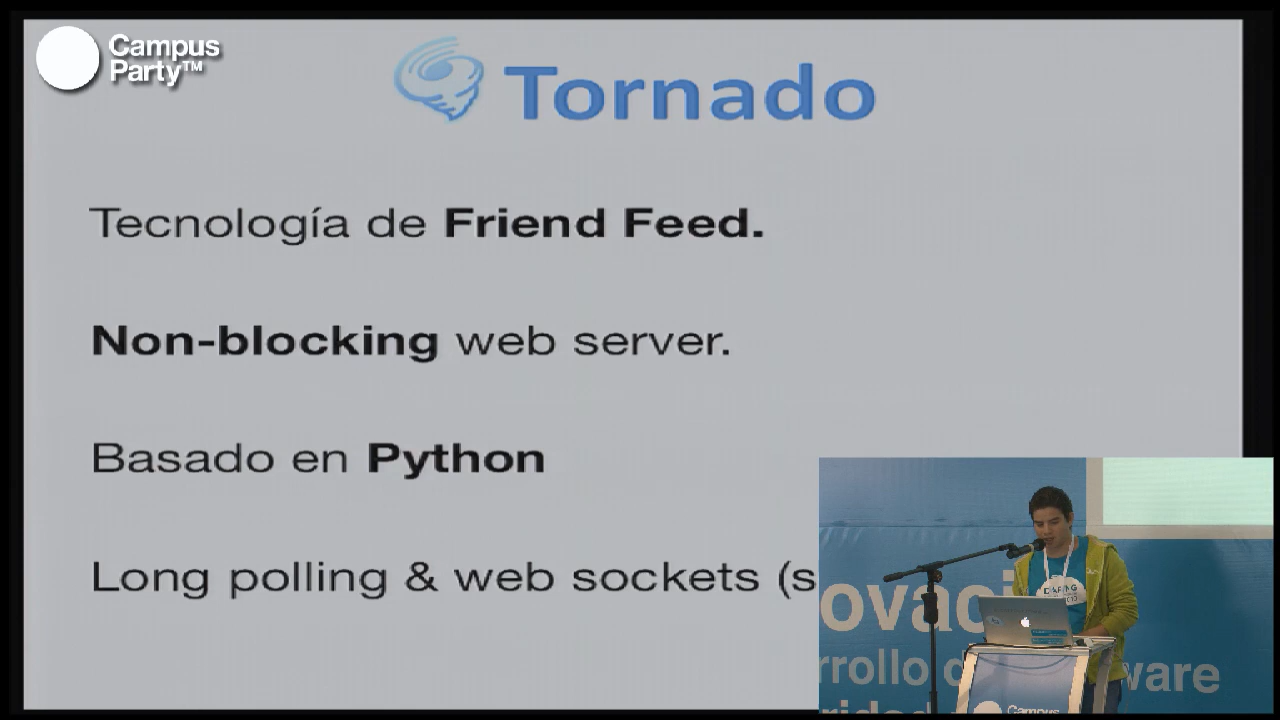 Campus
Party™
Tornado
Tecnología de Friend Feed.
Non-blocking web server.
Basado en Python
Long polling & web sockets (s
ovaci
rrollo d
ware
Campus